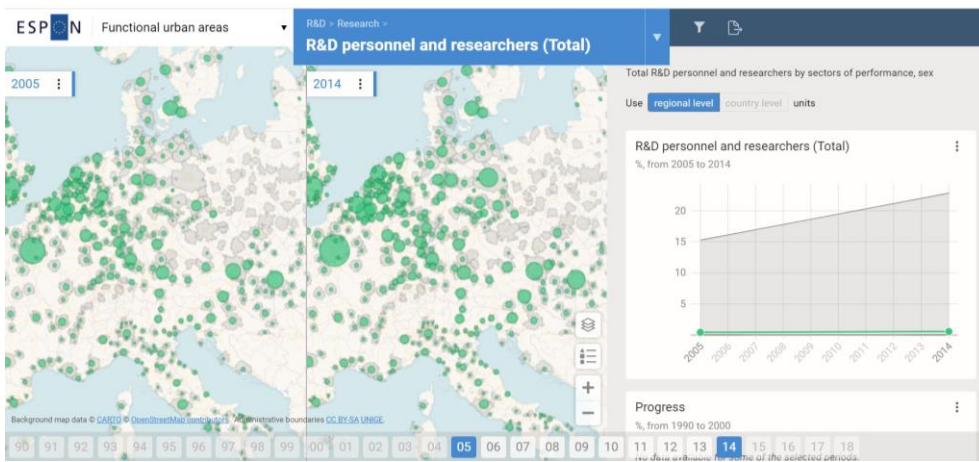 ESPON
Functional urban areas
R&D > Research >
R&D personnel and researchers (Total)
2005
2014
Total R&D personnel and researchers by sectors of performance, sex
Use regional level country level units
R&D personnel and researchers (Total)
%, from 2005 to 2014
20
15
10
5
2005 2006 2007 2008 2009 2010 2011 2012 2013 2014
Progress
%, from 1990 to 2000
Background map data © CARTO © OpenStreetMap contributors. Administrative boundaries CC BY-SA UNIGE.
90 91 92 93 94 95 96 97 98 99 00 01 02 03 04 05 06 07 08 09 10 11 12 13 14 15 16 17 18
No data available for some of the selected periods.